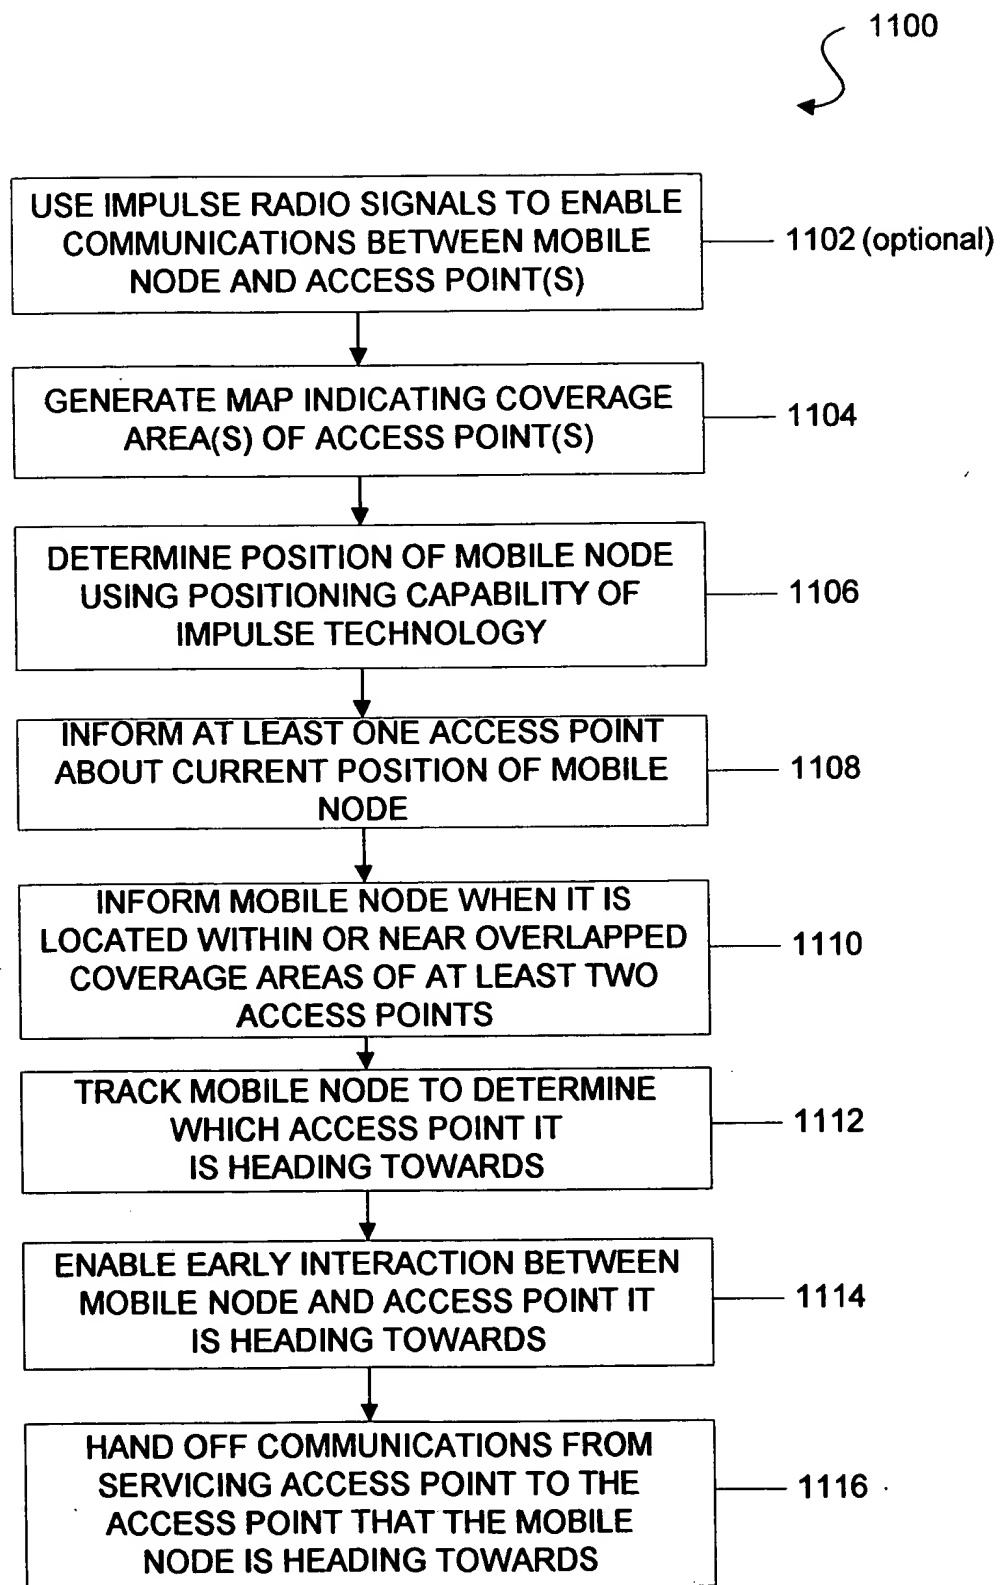 1100
USE IMPULSE RADIO SIGNALS TO ENABLE
COMMUNICATIONS BETWEEN MOBILE
NODE AND ACCESS POINT(S)
1102 (optional)
GENERATE MAP INDICATING COVERAGE
AREA(S) OF ACCESS POINT(S)
1104
DETERMINE POSITION OF MOBILE NODE
USING POSITIONING CAPABILITY OF
IMPULSE TECHNOLOGY
1106
INFORM AT LEAST ONE ACCESS POINT
ABOUT CURRENT POSITION OF MOBILE
NODE
1108
INFORM MOBILE NODE WHEN IT IS
LOCATED WITHIN OR NEAR OVERLAPPED
COVERAGE AREAS OF AT LEAST TWO
ACCESS POINTS
1110
TRACK MOBILE NODE TO DETERMINE
WHICH ACCESS POINT IT
IS HEADING TOWARDS
1112
ENABLE EARLY INTERACTION BETWEEN
MOBILE NODE AND ACCESS POINT IT
IS HEADING TOWARDS
1114
HAND OFF COMMUNICATIONS FROM
SERVICING ACCESS POINT TO THE
ACCESS POINT THAT THE MOBILE
NODE IS HEADING TOWARDS
1116